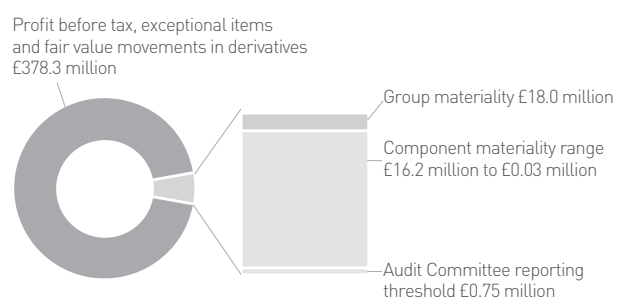 Profit before tax, exceptional items
and fair value movements in derivatives
£378.3 million
Group materiality £18.0 million
Component materiality range
£16.2 million to £0.03 million
Audit Committee reporting
threshold £0.75 million